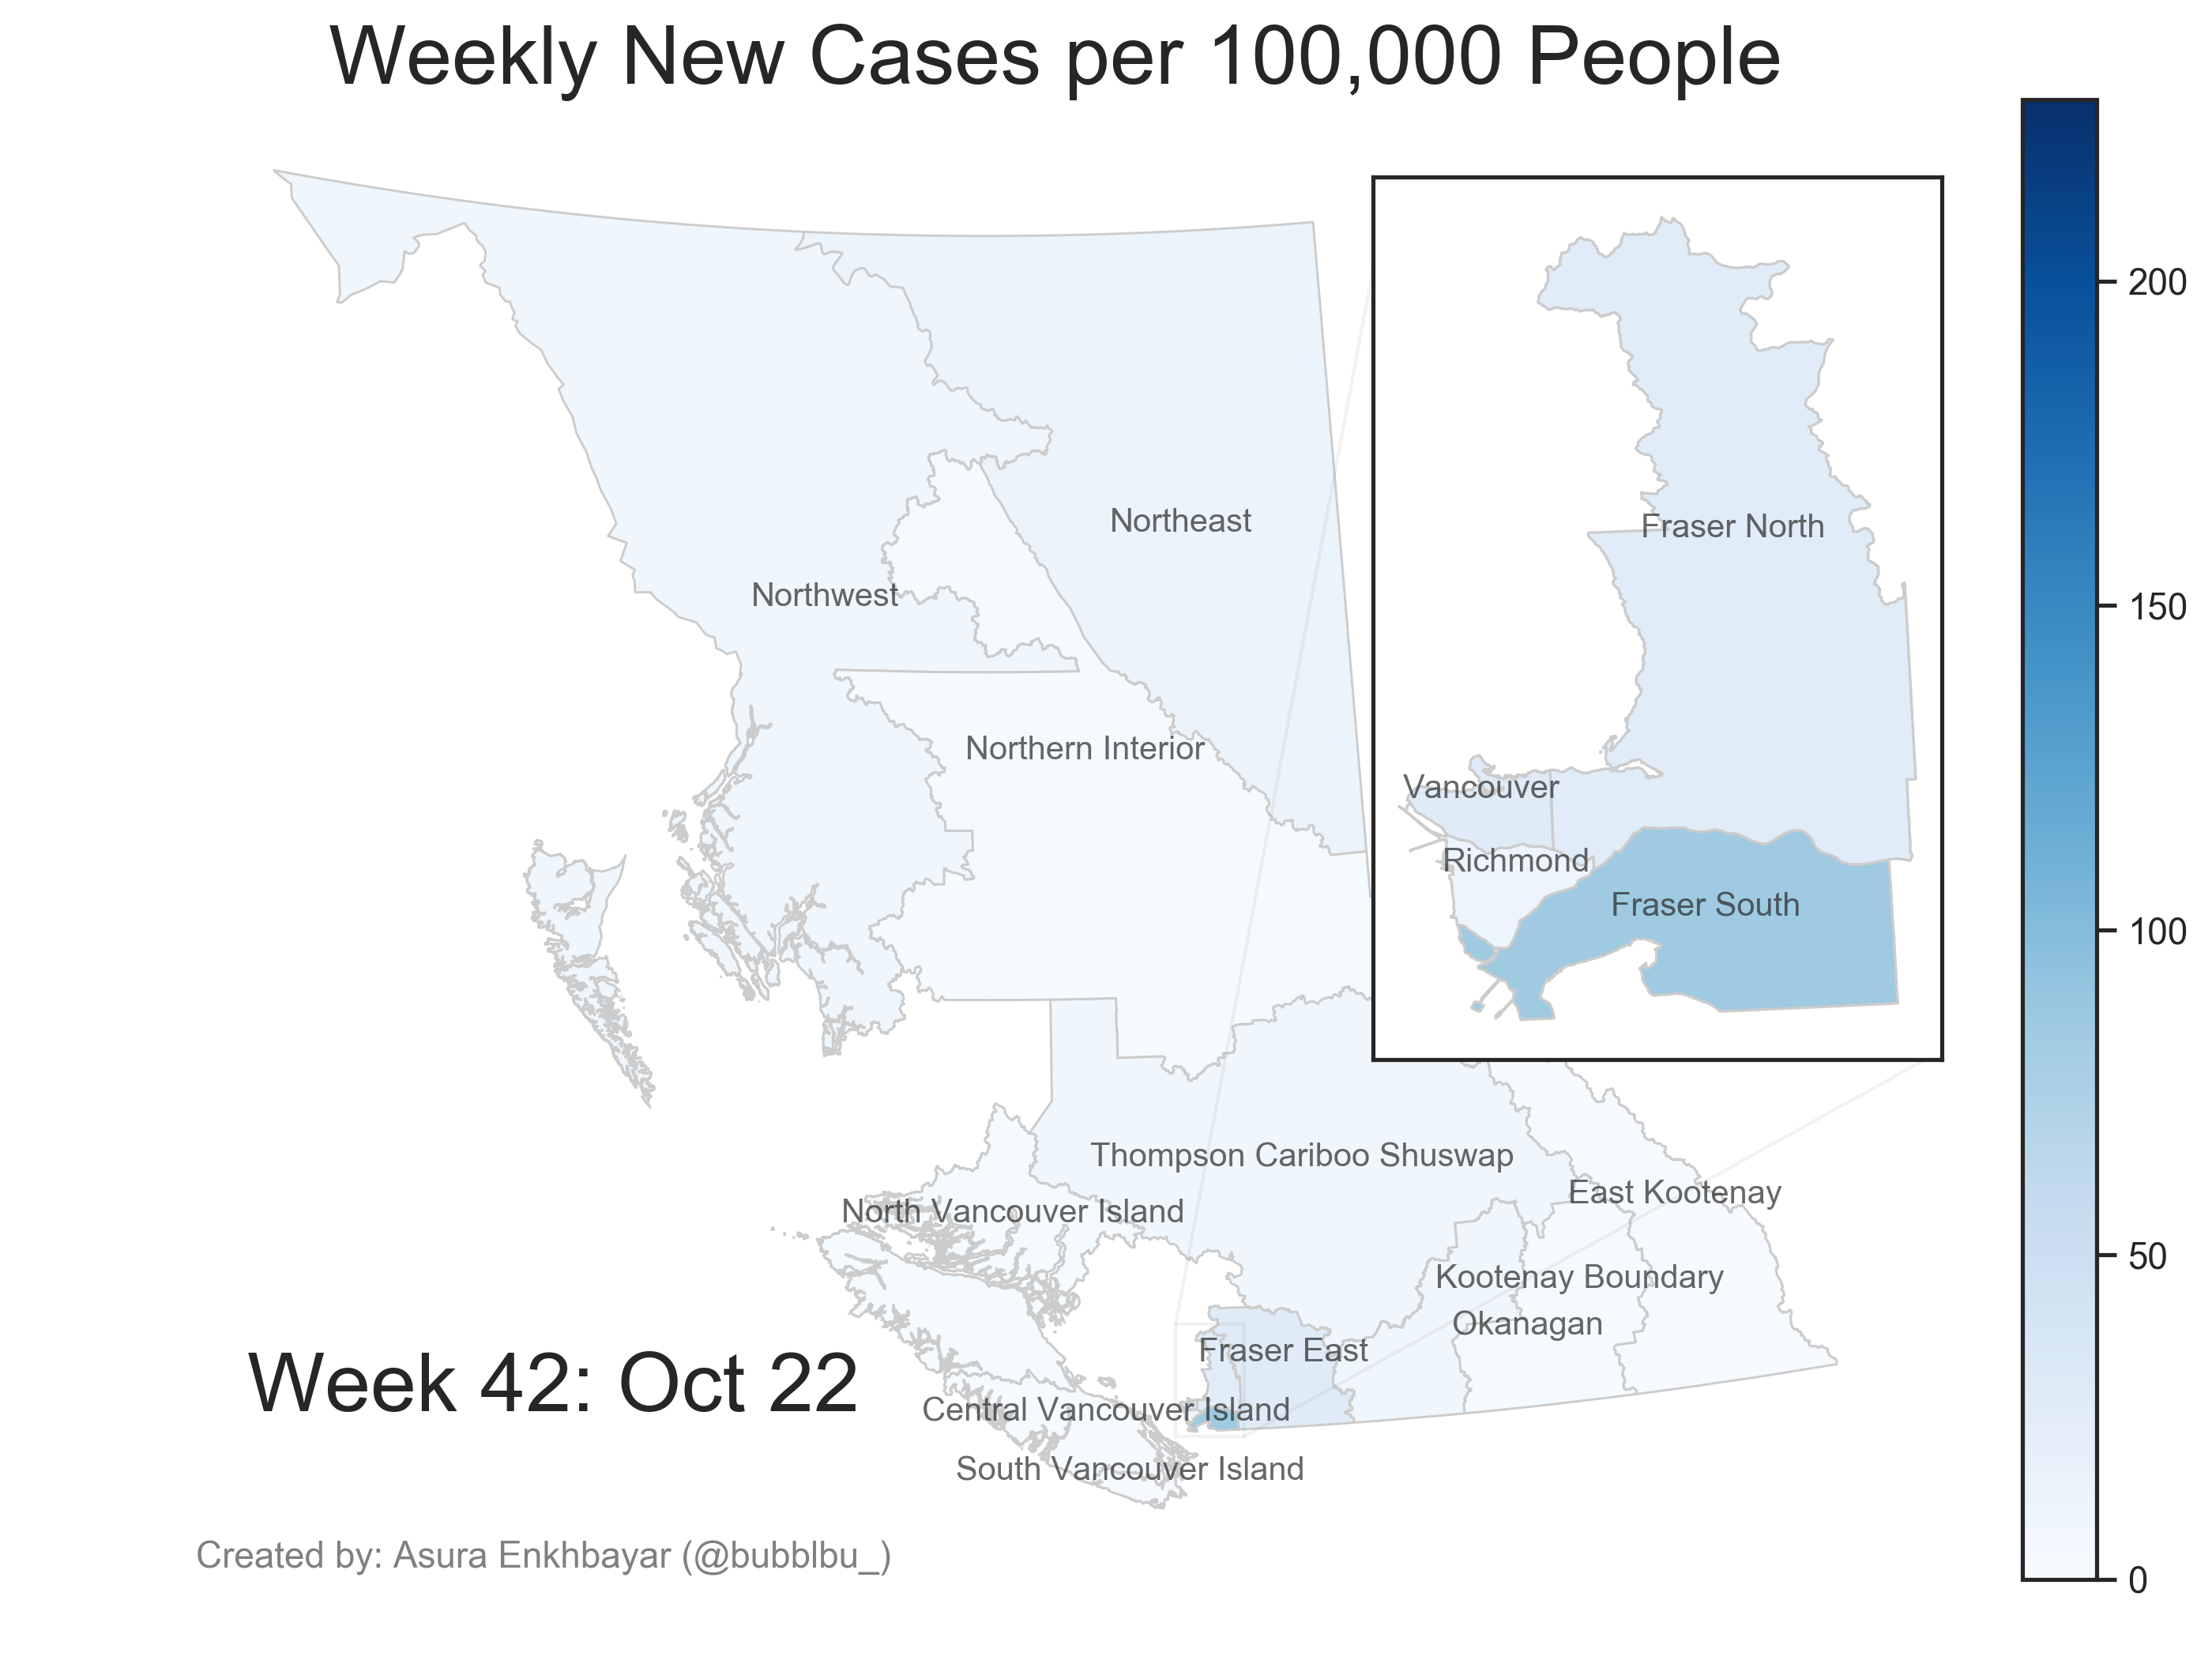 Weekly New Cases per 100,000 People
200
150
100
50
0
Northeast
Northwest
Northern Interior
Fraser North
Vancouver
Richmond
Fraser South
Thompson Cariboo Shuswap
East Kootenay
North Vancouver Island
Kootenay Boundary
Okanagan
Fraser East
Central Vancouver Island
South Vancouver Island
Week 42: Oct 22
Created by: Asura Enkhbayar (@bubblbu_)